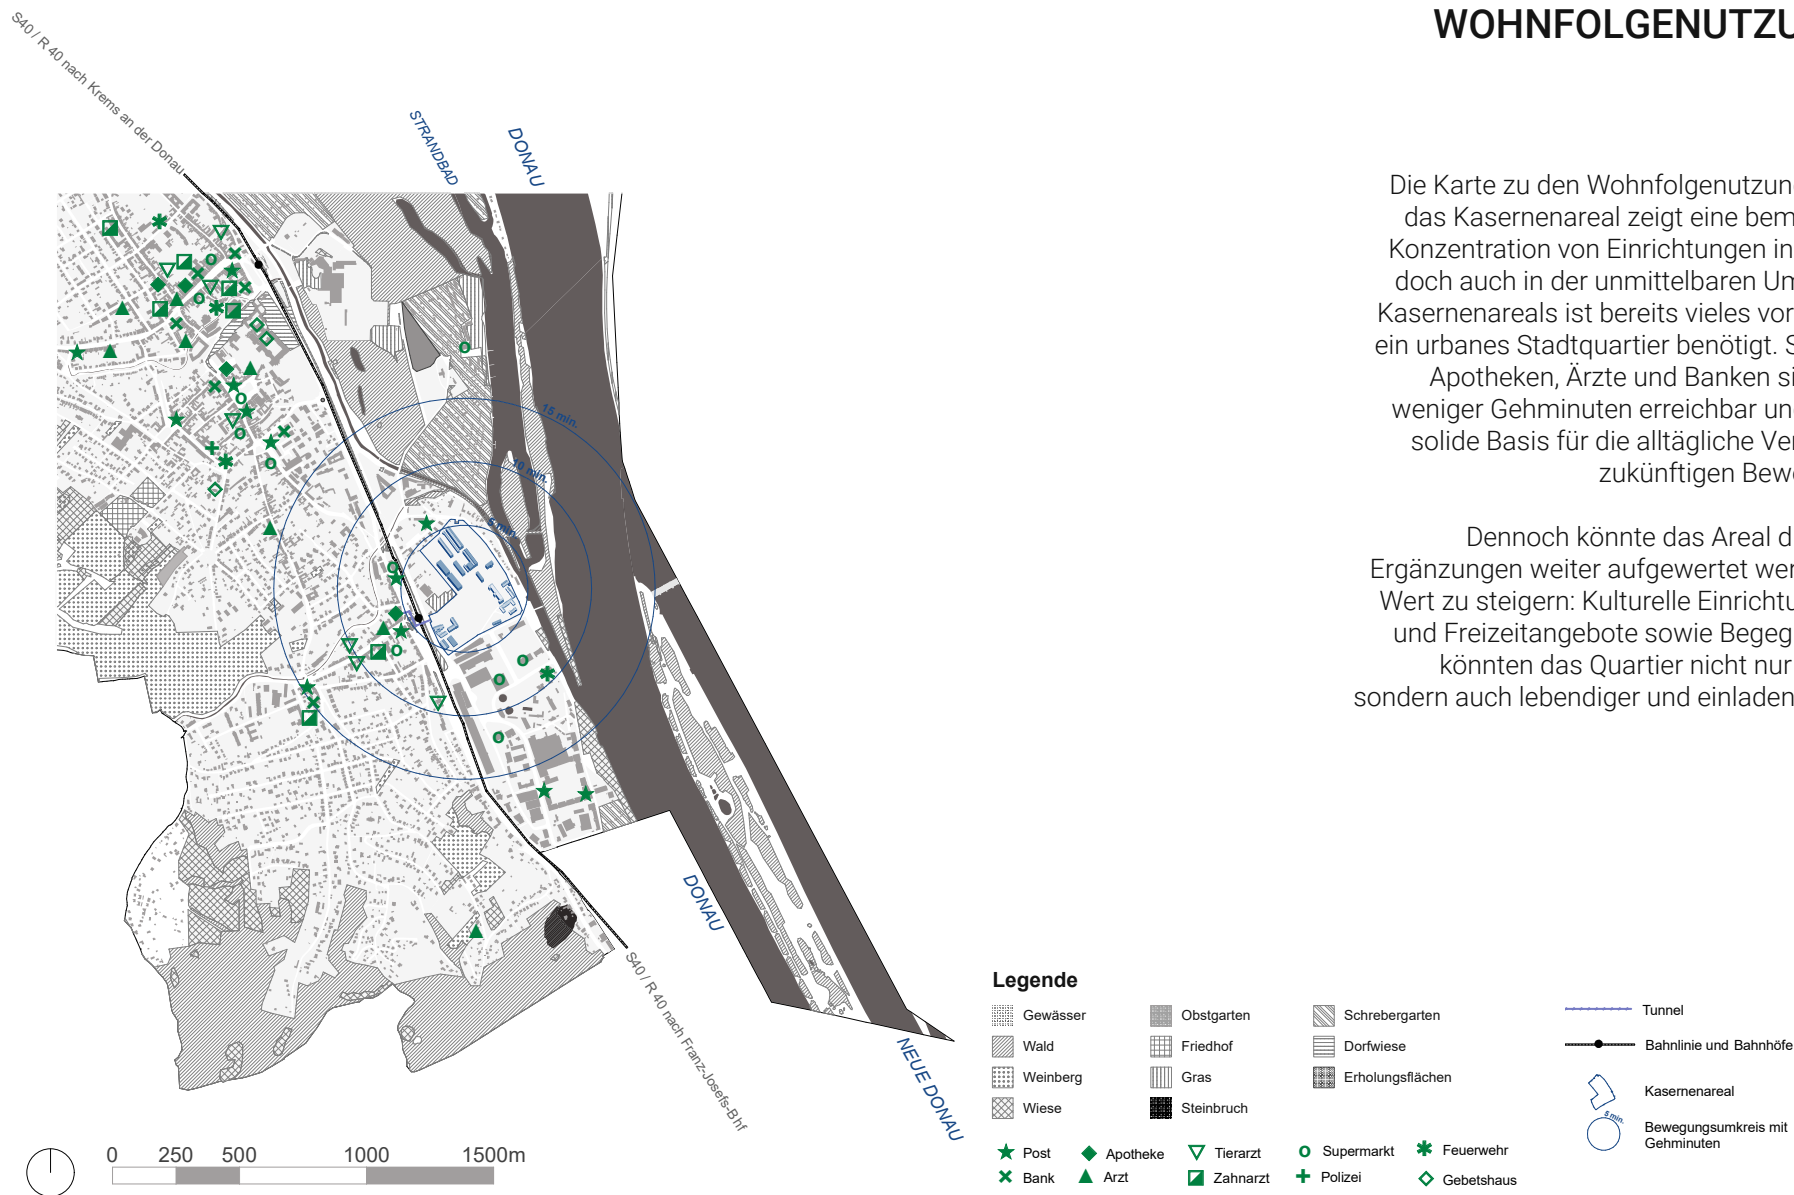 WOHNFOLGENUTZU
S40 / R 40 nach Krems an der Donau
STRANDBAD
DONAU
Die Karte zu den Wohnfolgenutzun
das Kasernenareal zeigt eine bem
Konzentration von Einrichtungen in
doch auch in der unmittelbaren Um
Kasernenareals ist bereits vieles vor
ein urbanes Stadtquartier benötigt. S
Apotheken, Ärzte und Banken si
weniger Gehminuten erreichbar un
solide Basis für die alltägliche Ver
zukünftigen Bew
Dennoch könnte das Areal d
Ergänzungen weiter aufgewertet wer
Wert zu steigern: Kulturelle Einricht
und Freizeitangebote sowie Begeg
könnten das Quartier nicht nur
sondern auch lebendiger und einladen
15 min.
10 min.
5 min.
DONAU
S40 / R 40 nach Franz-Josefs-Bhf
NEUE DONAU
Legende
Gewässer
Wald
Weinberg
Wiese
Obstgarten
Friedhof
Gras
Steinbruch
Schrebergarten
Dorfwiese
Erholungsflächen
Tunnel
Bahnlinie und Bahnhöfe
Kasernenareal
5 min.
Bewegungsumkreis mit
Gehminuten
Post
Apotheke
Tierarzt
Supermarkt
Feuerwehr
Bank
Arzt
Zahnarzt
Polizei
Gebetshaus
0 250 500 1000 1500m